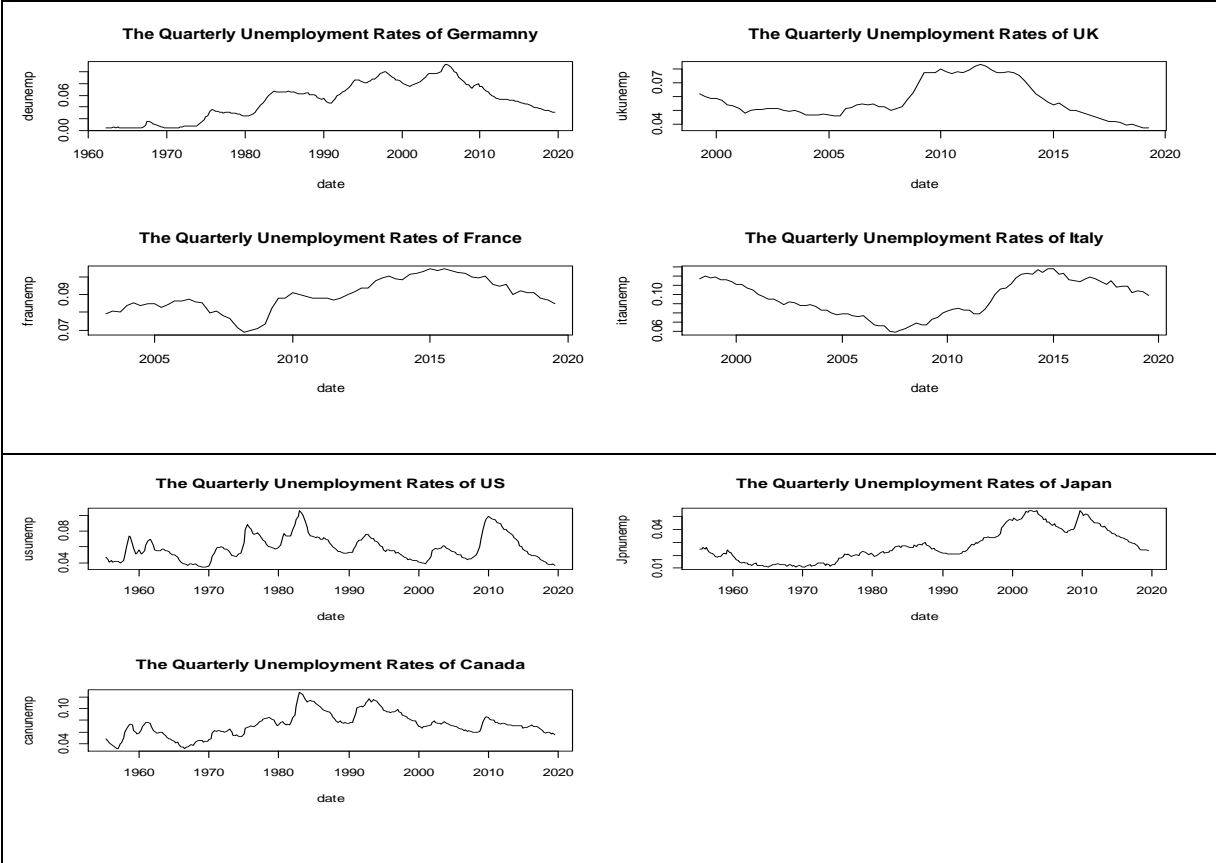 The Quarterly Unemployment Rates of Germamny
deunemp
0.00 0.06
1960 1970 1980 1990 2000 2010 2020
date
The Quarterly Unemployment Rates of UK
ukunemp
0.04 0.07
2000 2005 2010 2015 2020
date
The Quarterly Unemployment Rates of France
fraunemp
0.07 0.09
2005 2010 2015 2020
date
The Quarterly Unemployment Rates of Italy
itaunemp
0.06 0.10
2000 2005 2010 2015 2020
date
The Quarterly Unemployment Rates of US
usunemp
0.04 0.08
1960 1970 1980 1990 2000 2010 2020
date
The Quarterly Unemployment Rates of Japan
Jpnunemp
0.01 0.04
1960 1970 1980 1990 2000 2010 2020
date
The Quarterly Unemployment Rates of Canada
canunemp
0.04 0.10
1960 1970 1980 1990 2000 2010 2020
date